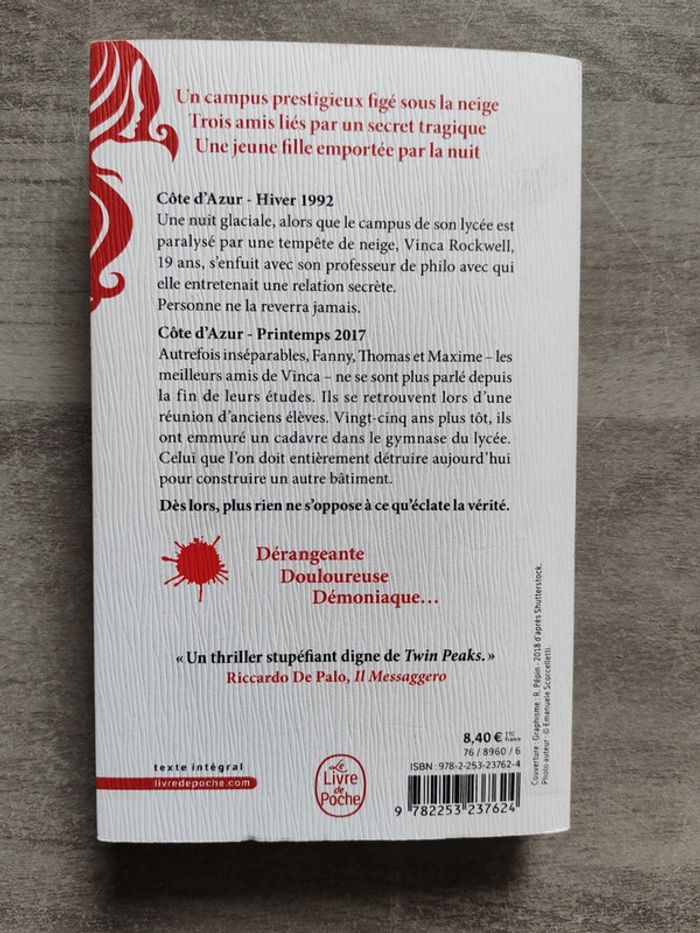 Un campus prestigieux figé sous la neige
Trois amis liés par un secret tragique
Une jeune fille emportée par la nuit
Côte d'Azur - Hiver 1992
Une nuit glaciale, alors que le campus de son lycée est
paralysé par une tempête de neige, Vinca Rockwell,
19 ans, s'enfuit avec son professeur de philo avec qui
elle entretenait une relation secrète.
Personne ne la reverra jamais.
Côte d'Azur - Printemps 2017
Autrefois inséparables, Fanny, Thomas et Maxime – les
meilleurs amis de Vinca – ne se sont plus parlé depuis
la fin de leurs études. Ils se retrouvent lors d'une
réunion d'anciens élèves. Vingt-cinq ans plus tôt, ils
ont emmuré un cadavre dans le gymnase du lycée.
Celui que l'on doit entièrement détruire aujourd'hui
pour construire un autre bâtiment.
Dès lors, plus rien ne s'oppose à ce qu'éclate la vérité.
Dérangeante
Douloureuse
Démoniaque…
« Un thriller stupéfiant digne de Twin Peaks. »
Riccardo De Palo, Il Messaggero
texte intégral
livredepoche.com
Le
Livre
de
Poche
8,40 € TTC
France
76 / 8960 / 6
ISBN : 978-2-253-23762-4
9 782253 237624
Couverture : Graphisme : R. Pépin - 2018 d'après Shutterstock.
Photo auteur : © Emanuele Scorcelletti.